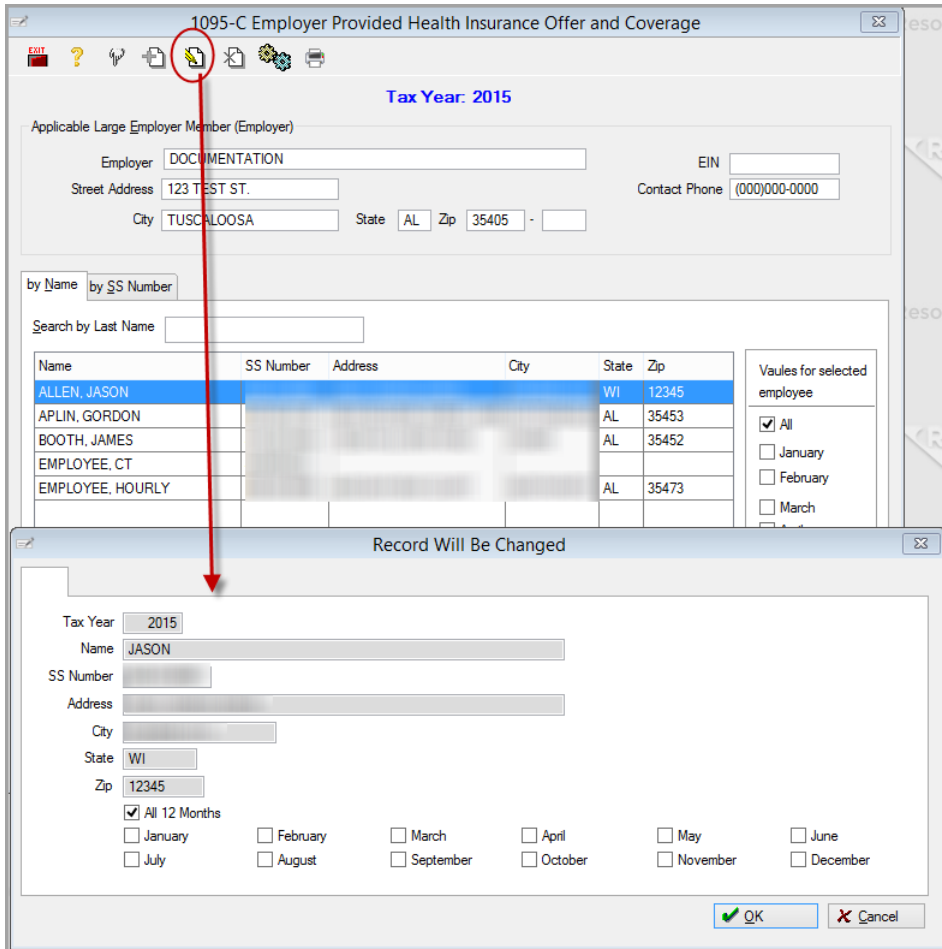 1095-C Employer Provided Health Insurance Offer and Coverage
EXIT
Tax Year: 2015
Applicable Large Employer Member (Employer)
Employer DOCUMENTATION EIN
Street Address 123 TEST ST. Contact Phone (000)000-0000
City TUSCALOOSA State AL Zip 35405 -
by Name by SS Number
Search by Last Name
Name SS Number Address City State Zip
ALLEN, JASON WI 12345
APLIN, GORDON AL 35453
BOOTH, JAMES AL 35452
EMPLOYEE, CT
EMPLOYEE, HOURLY AL 35473
Vaules for selected
employee
All
January
February
March
Record Will Be Changed
Tax Year 2015
Name JASON
SS Number
Address
City
State WI
Zip 12345
All 12 Months
January February March April May June
July August September October November December
OK Cancel